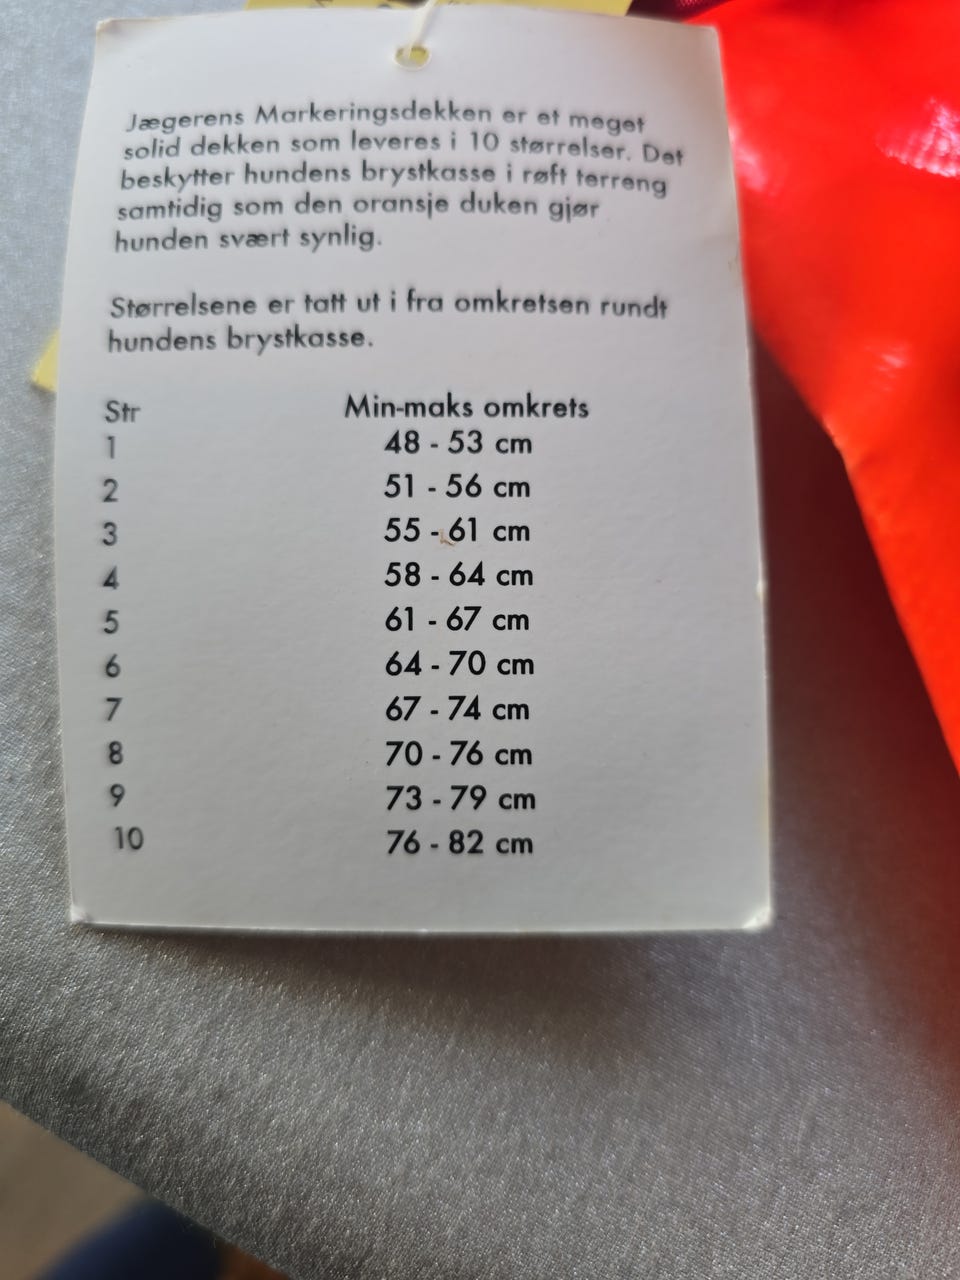 Jægerens Markeringsdekken er et meget
solid dekken som leveres i 10 størrelser. Det
beskytter hundens brystkasse i røft terreng
samtidig som den oransje duken gjør
hunden svært synlig.
Størrelsene er tatt ut i fra omkretsen rundt
hundens brystkasse.
Str Min-maks omkrets
1 48 - 53 cm
2 51 - 56 cm
3 55 - 61 cm
4 58 - 64 cm
5 61 - 67 cm
6 64 - 70 cm
7 67 - 74 cm
8 70 - 76 cm
9 73 - 79 cm
10 76 - 82 cm